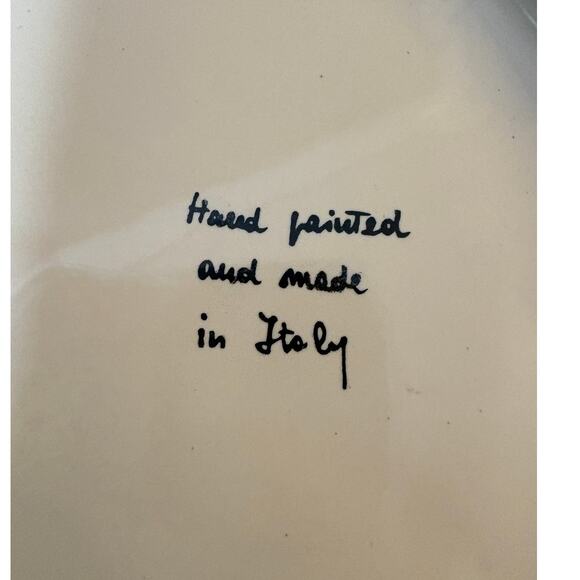 Hand painted
and made
in Italy